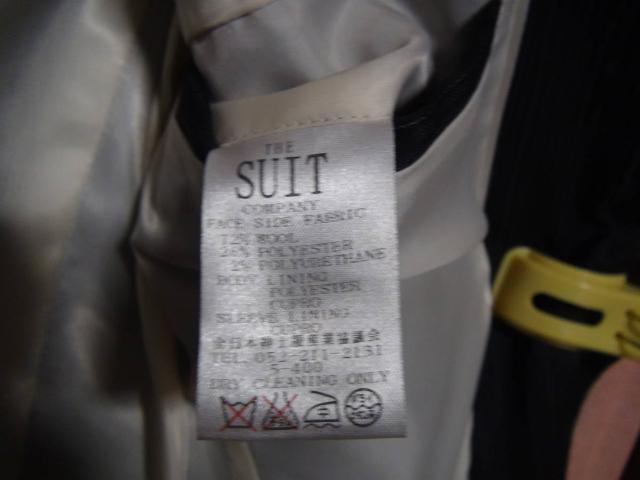 THE
SUIT
COMPANY
FACE SIDE FABRIC
72% WOOL
26% POLYESTER
2% POLYURETHANE
BODY LINING
POLYESTER
CUPRO
SLEEVE LINING
CUPRO
全日本紳士服産業協議会
TEL. 052-211-2131
5-400
DRY CLEANING ONLY